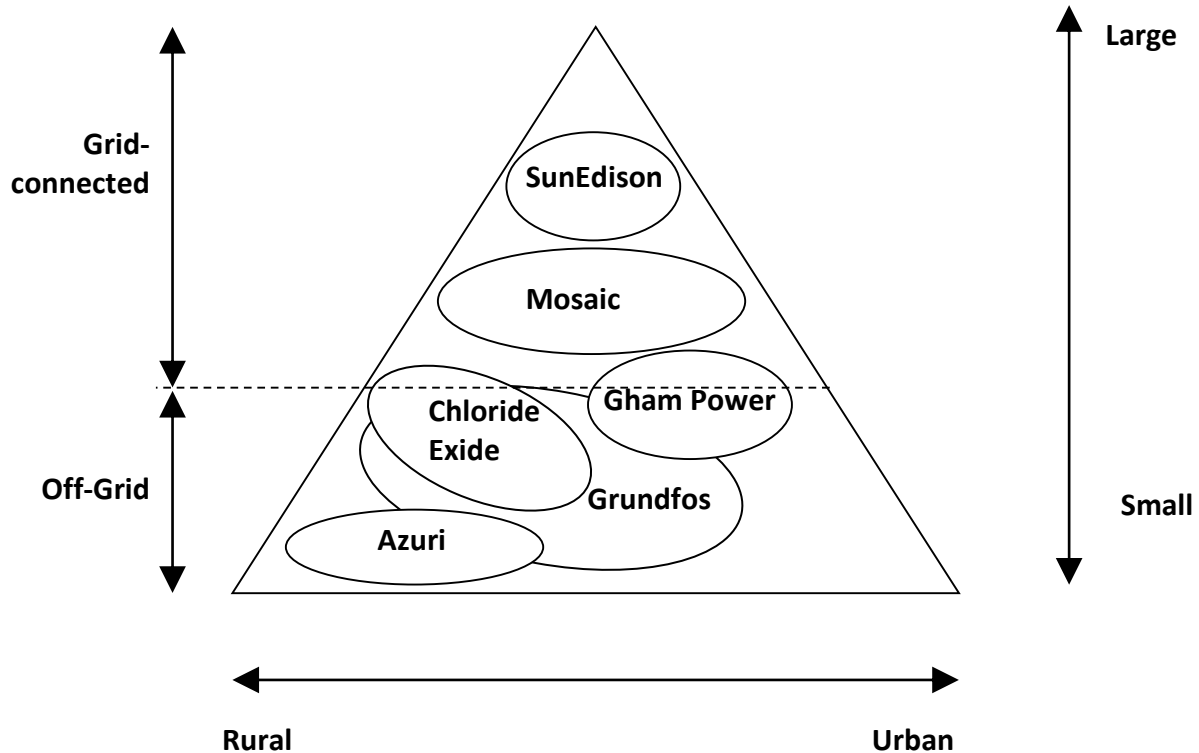 Large
Grid-
connected
SunEdison
Mosaic
Gham Power
Chloride
Exide
Off-Grid
Grundfos
Small
Azuri
Rural
Urban